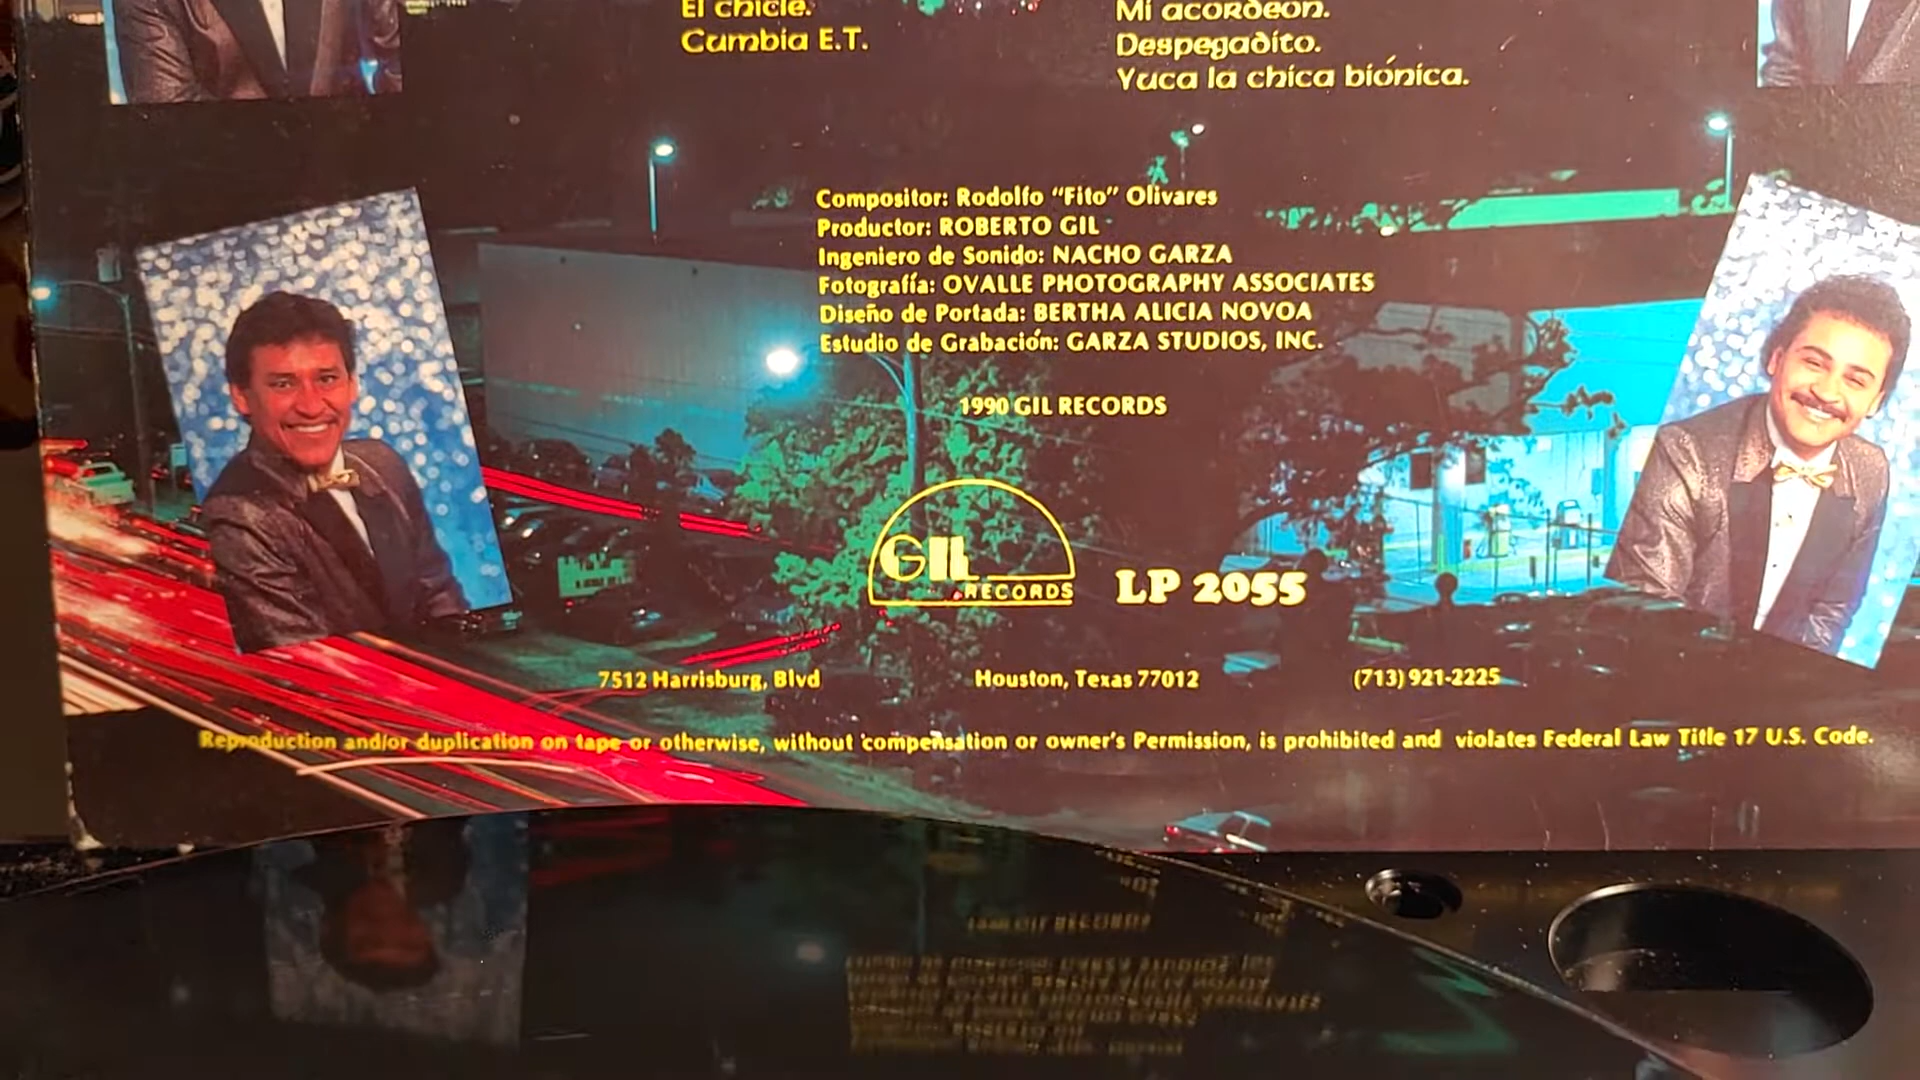 El chicle.
Cumbia E.T.
Mi acordeon.
Despegadito.
Yuca la chica biónica.
Compositor: Rodolfo "Fito" Olivares
Productor: ROBERTO GIL
Ingeniero de Sonido: NACHO GARZA
Fotografía: OVALLE PHOTOGRAPHY ASSOCIATES
Diseño de Portada: BERTHA ALICIA NOVOA
Estudio de Grabación: GARZA STUDIOS, INC.
1990 GIL RECORDS
GIL
RECORDS
LP 2055
7512 Harrisburg, Blvd Houston, Texas 77012 (713) 921-2225
Reproduction and/or duplication on tape or otherwise, without compensation or owner's Permission, is prohibited and violates Federal Law Title 17 U.S. Code.